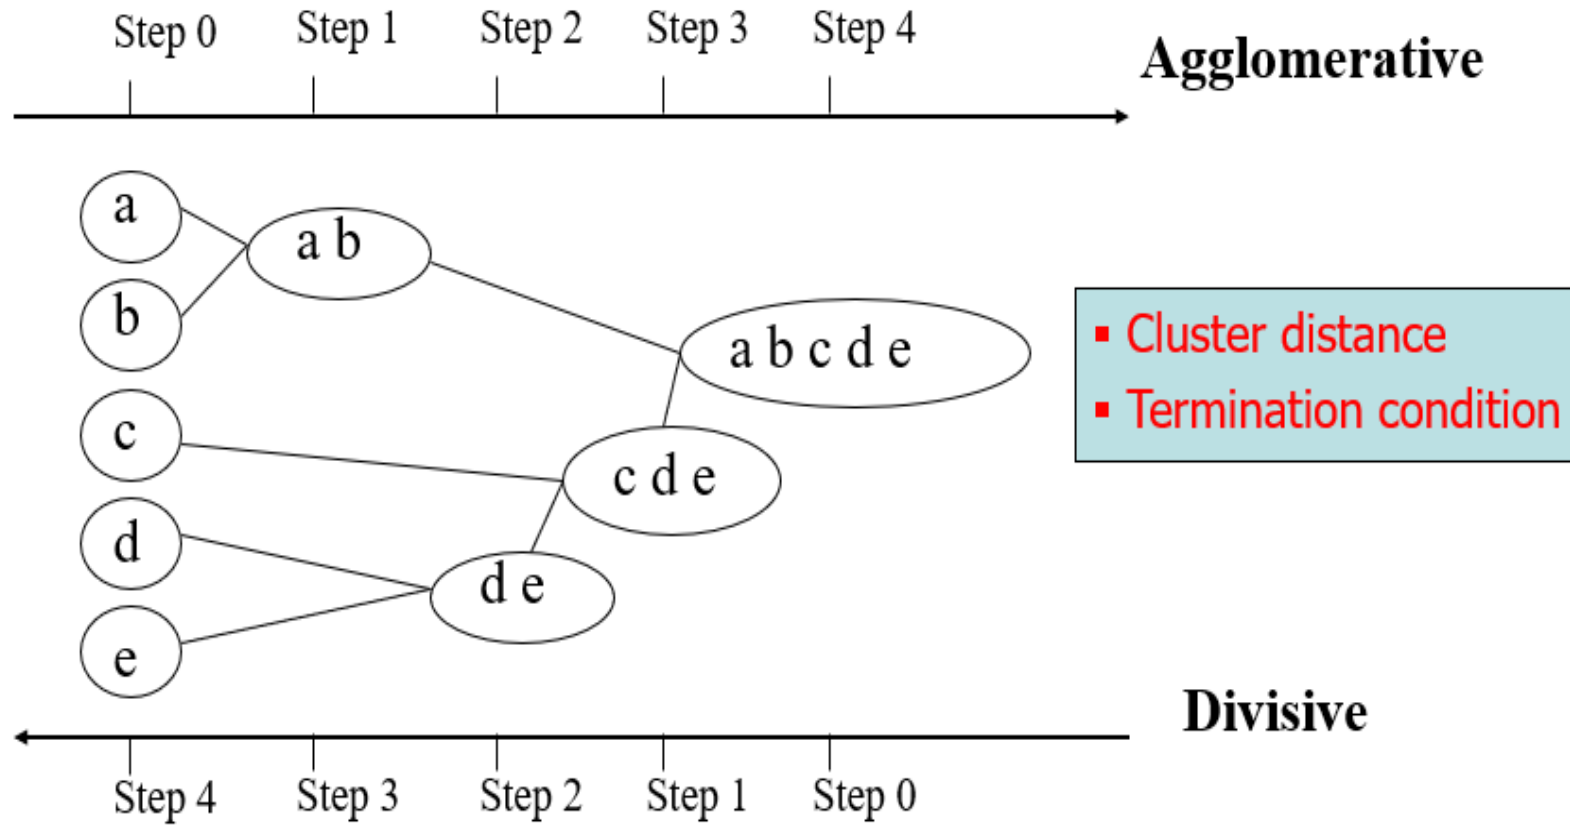 Step 0 Step 1 Step 2 Step 3 Step 4
Agglomerative
a
a b
b
a b c d e
▪ Cluster distance
▪ Termination condition
c
c d e
d
d e
e
Divisive
Step 4 Step 3 Step 2 Step 1 Step 0